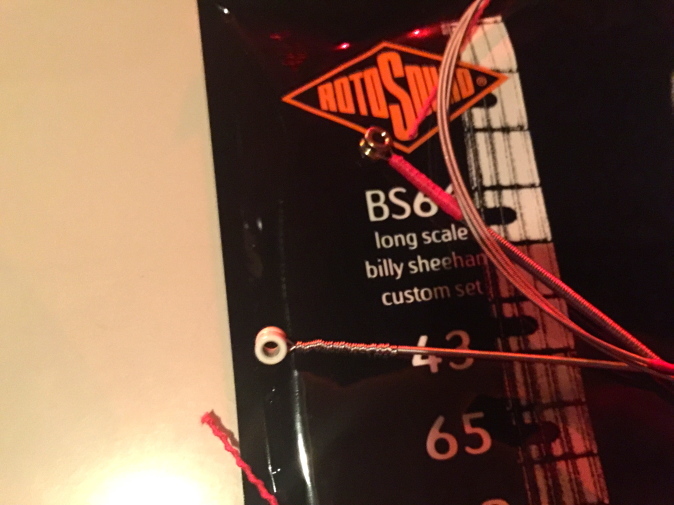 ROTOSOUND
BS6
long scale
billy sheehan
custom set
43
65